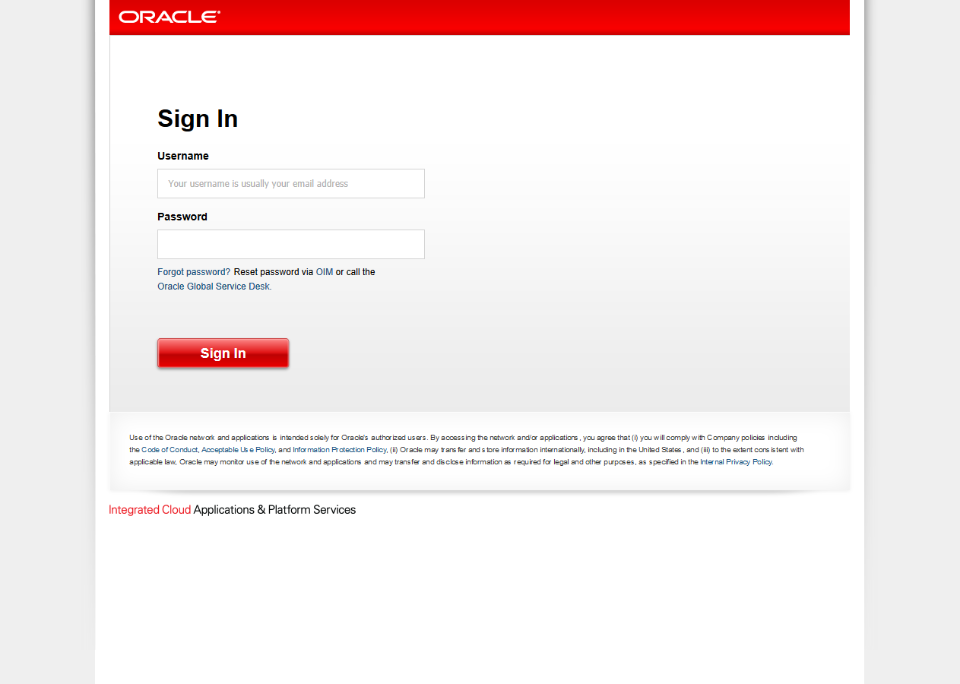 ORACLE
Sign In
Username
Your username is usually your email address
Password
Forgot password? Reset password via OIM or call the
Oracle Global Service Desk.
Sign In
Use of the Oracle network and applications is intended solely for Oracle's authorized users. By accessing the network and/or applications, you agree that (i) you will comply with Company policies including
the Code of Conduct, Acceptable Use Policy, and Information Protection Policy, (ii) Oracle may transfer and store information internationally, including in the United States, and (iii) to the extent consistent with
applicable law, Oracle may monitor use of the network and applications and may transfer and disclose information as required for legal and other purposes, as specified in the Internal Privacy Policy.
Integrated Cloud Applications & Platform Services